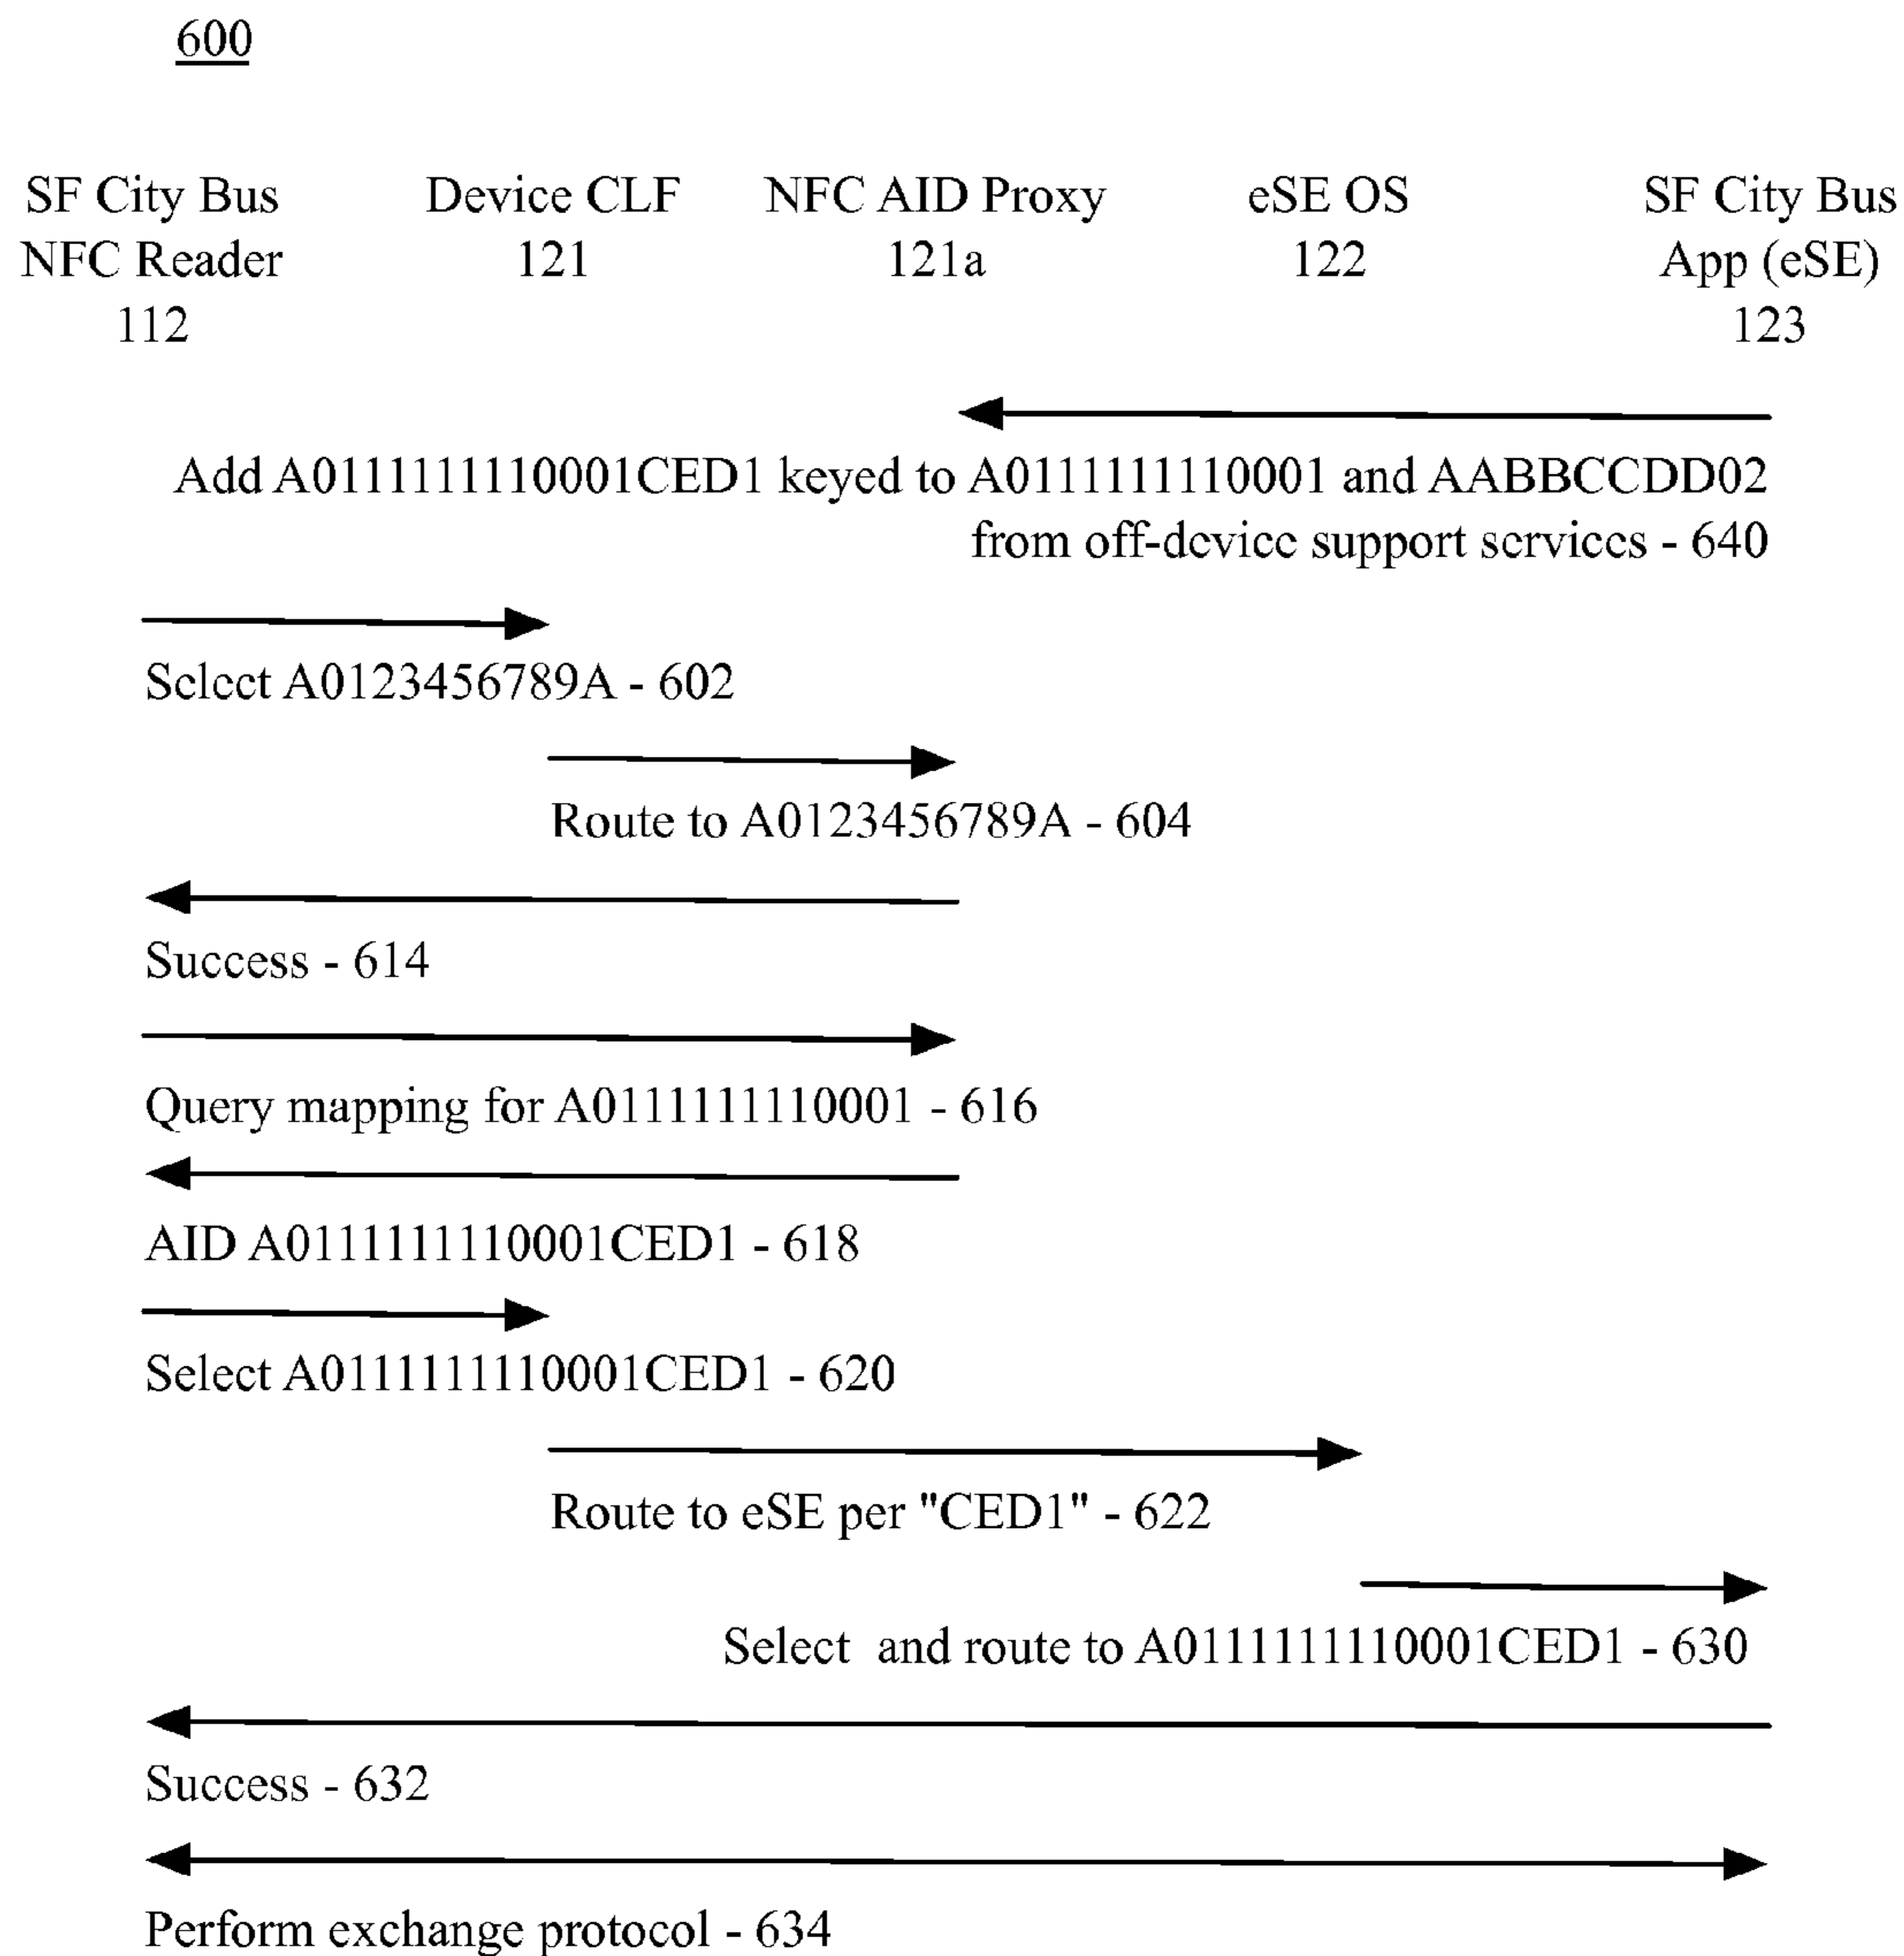 600
SF City Bus
NFC Reader
112
Device CLF
121
NFC AID Proxy
121a
eSE OS
122
SF City Bus
App (eSE)
123
Add A0111111110001CED1 keyed to A0111111110001 and AABBCCDD02
from off-device support services - 640
Select A0123456789A - 602
Route to A0123456789A - 604
Success - 614
Query mapping for A0111111110001 - 616
AID A0111111110001CED1 - 618
Select A0111111110001CED1 - 620
Route to eSE per "CED1" - 622
Select and route to A0111111110001CED1 - 630
Success - 632
Perform exchange protocol - 634